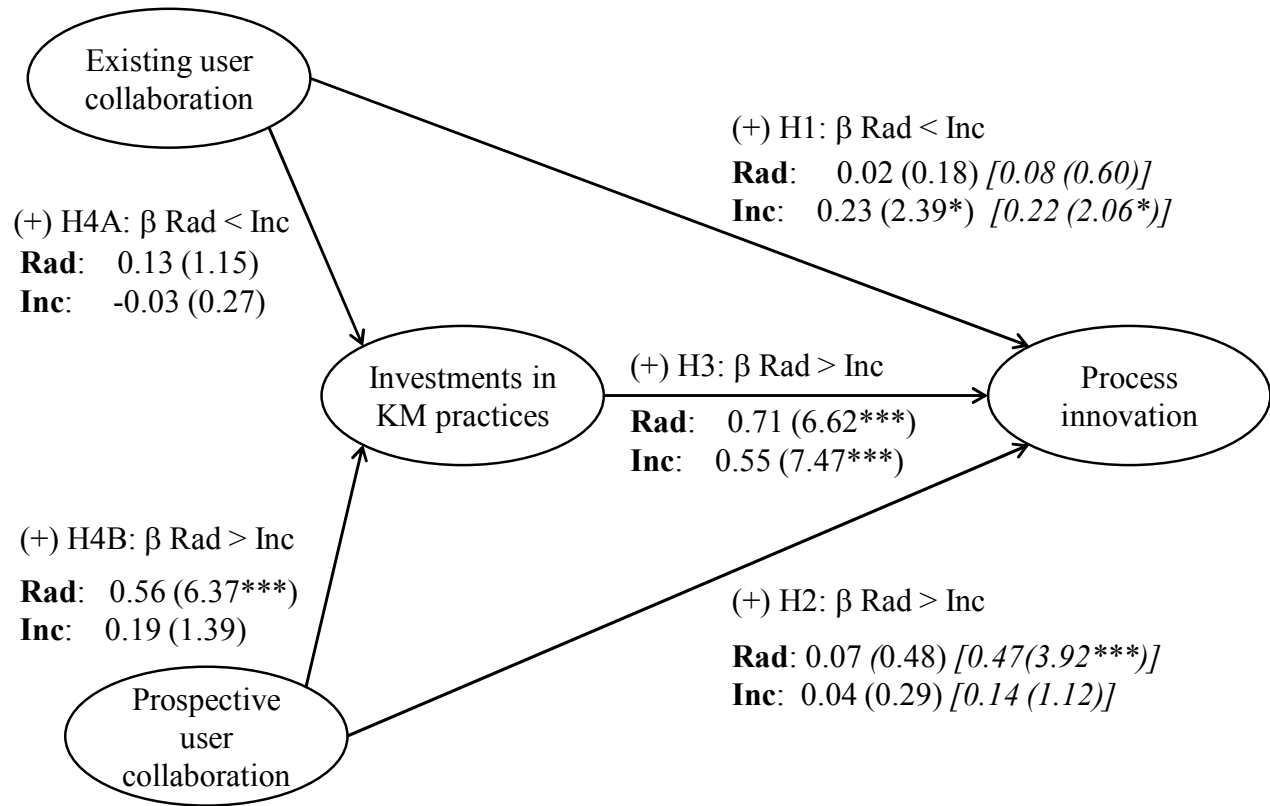 Existing user
collaboration
(+) H1: β Rad < Inc
Rad: 0.02 (0.18) [0.08 (0.60)]
Inc: 0.23 (2.39*) [0.22 (2.06*)]
(+) H4A: β Rad < Inc
Rad: 0.13 (1.15)
Inc: -0.03 (0.27)
Investments in
KM practices
(+) H3: β Rad > Inc
Rad: 0.71 (6.62***)
Inc: 0.55 (7.47***)
Process
innovation
(+) H4B: β Rad > Inc
Rad: 0.56 (6.37***)
Inc: 0.19 (1.39)
(+) H2: β Rad > Inc
Rad: 0.07 (0.48) [0.47(3.92***)]
Inc: 0.04 (0.29) [0.14 (1.12)]
Prospective
user
collaboration